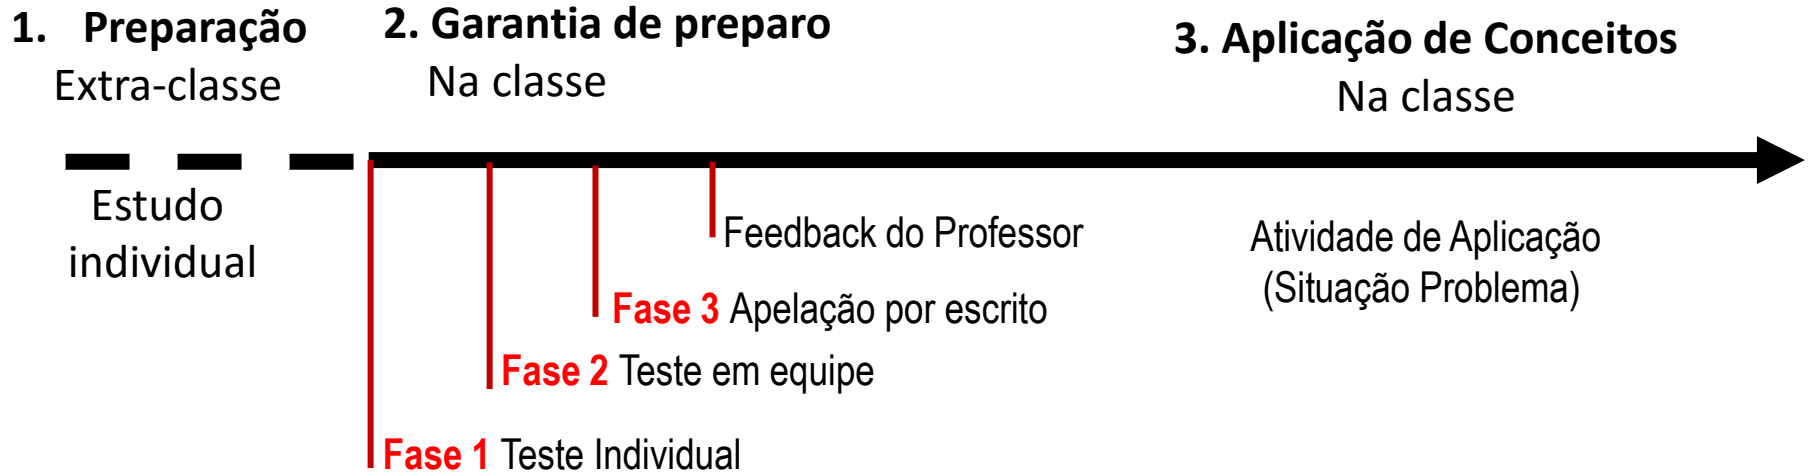 1. Preparação
Extra-classe
2. Garantia de preparo
Na classe
3. Aplicação de Conceitos
Na classe
Estudo
individual
Feedback do Professor
Fase 3 Apelação por escrito
Fase 2 Teste em equipe
Fase 1 Teste Individual
Atividade de Aplicação
(Situação Problema)